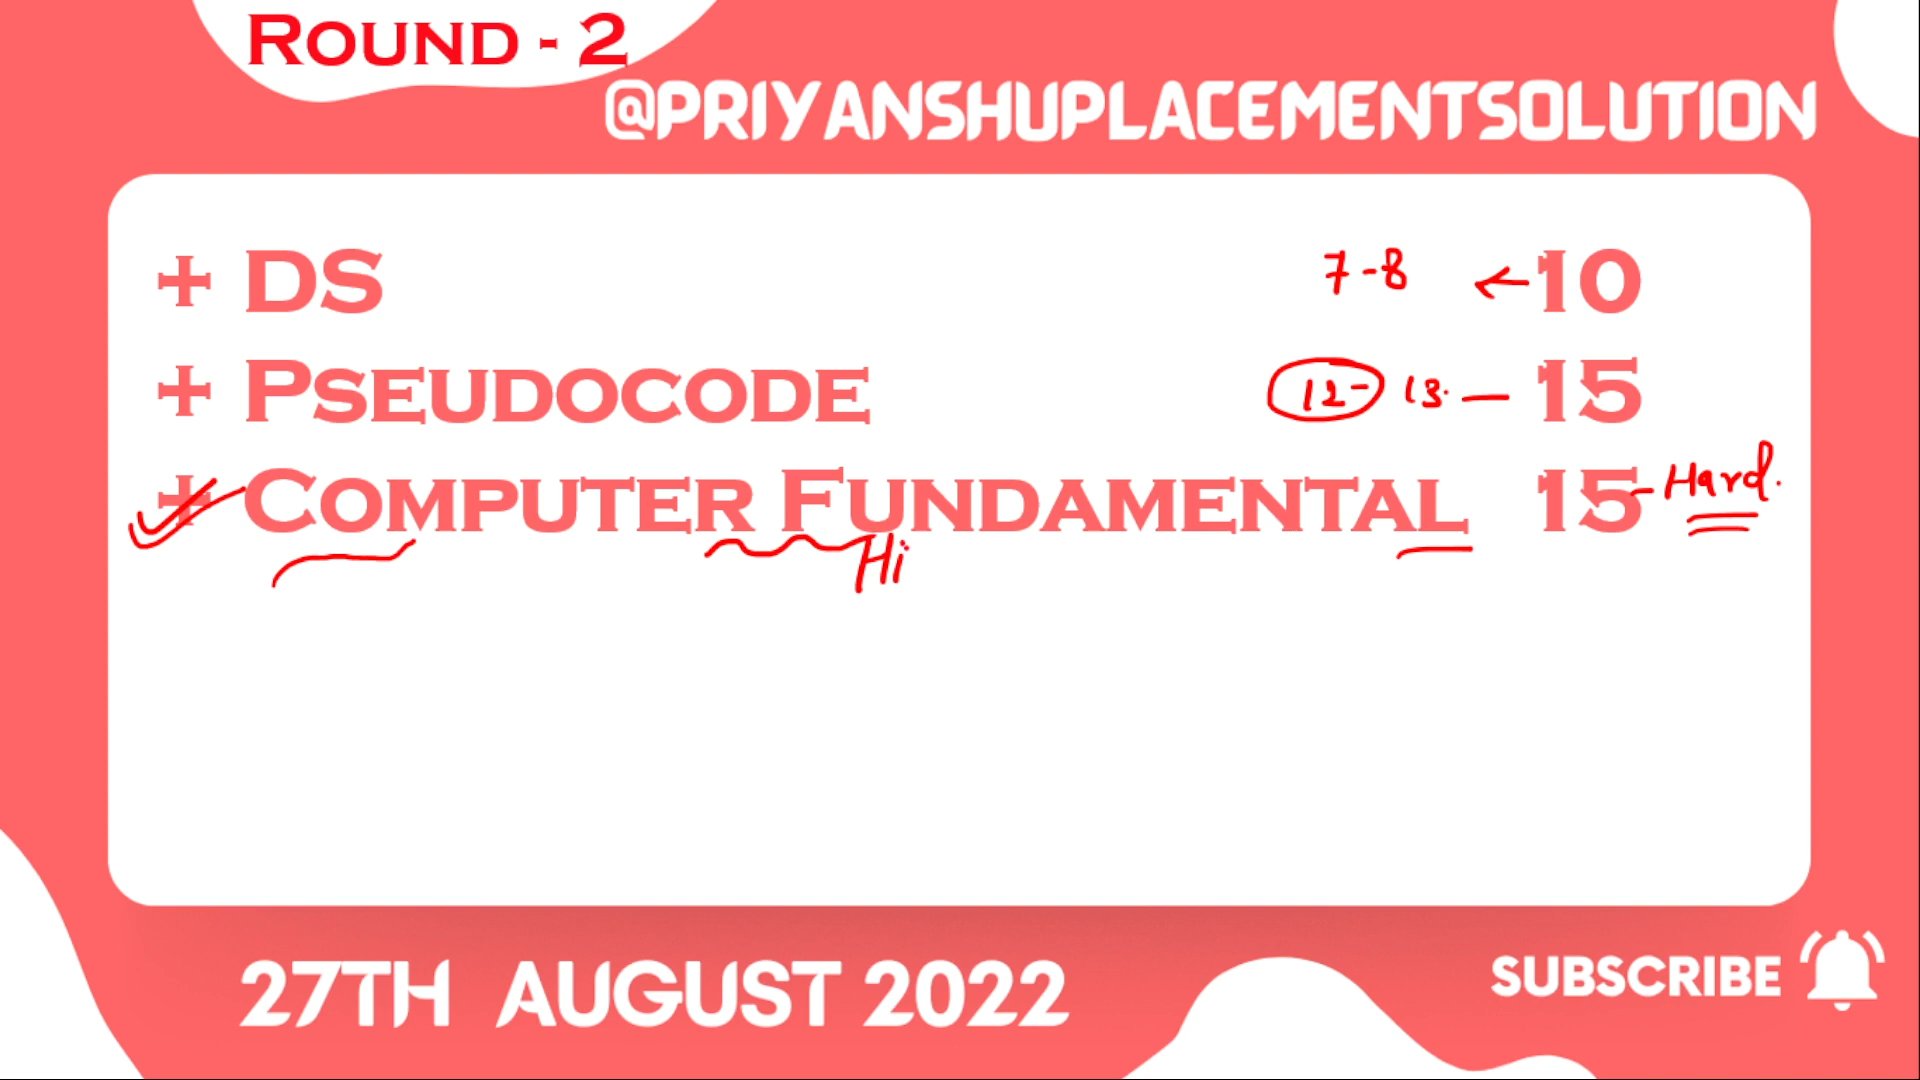 ROUND - 2
@PRIYANSHUPLACEMENTSOLUTION
+ DS 7-8 ← 10
+ PSEUDOCODE 12- 13. — 15
+ COMPUTER FUNDAMENTAL 15 - Hard.
Hi
27TH AUGUST 2022
SUBSCRIBE